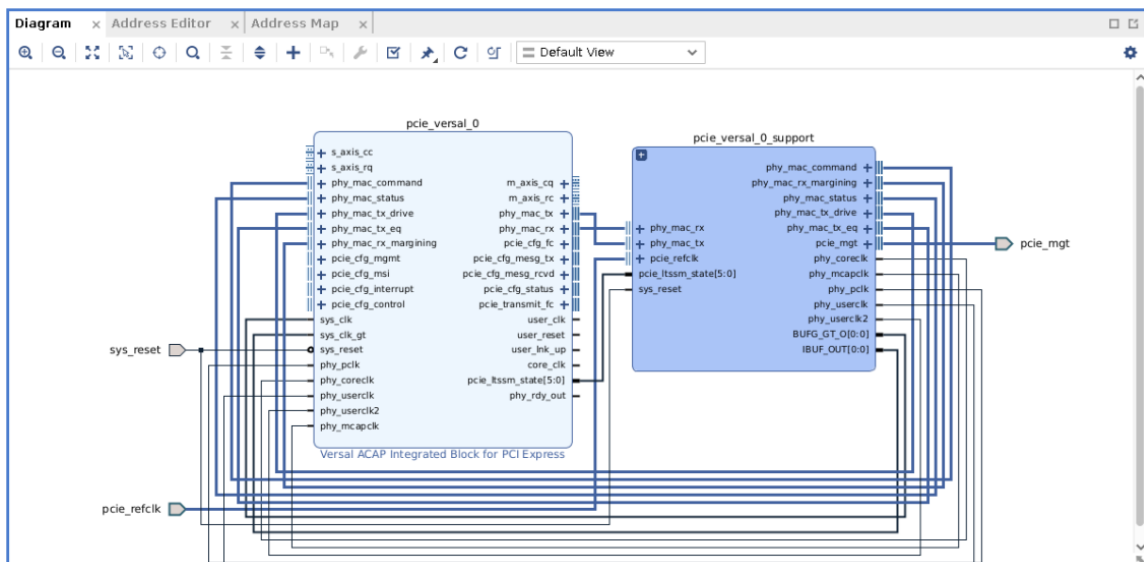 Diagram
Address Editor
Address Map
Default View
pcie_versal_0
s_axis_cc
s_axis_rq
phy_mac_command
phy_mac_status
phy_mac_tx_drive
phy_mac_tx_eq
phy_mac_rx_margining
pcie_cfg_mgmt
pcie_cfg_msi
pcie_cfg_interrupt
pcie_cfg_control
sys_clk
sys_clk_gt
sys_reset
phy_pclk
phy_coreclk
phy_userclk
phy_userclk2
phy_mcapclk
m_axis_cq
m_axis_rc
phy_mac_tx
phy_mac_rx
pcie_cfg_fc
pcie_cfg_mesg_tx
pcie_cfg_mesg_rcvd
pcie_cfg_status
pcie_transmit_fc
user_clk
user_reset
user_lnk_up
core_clk
pcie_ltssm_state[5:0]
phy_rdy_out
Versal ACAP Integrated Block for PCI Express
pcie_versal_0_support
phy_mac_rx
phy_mac_tx
pcie_refclk
pcie_ltssm_state[5:0]
sys_reset
phy_mac_command
phy_mac_rx_margining
phy_mac_status
phy_mac_tx_drive
phy_mac_tx_eq
pcie_mgt
phy_coreclk
phy_mcapclk
phy_pclk
phy_userclk
phy_userclk2
BUFG_GT_O[0:0]
IBUF_OUT[0:0]
pcie_mgt
sys_reset
pcie_refclk